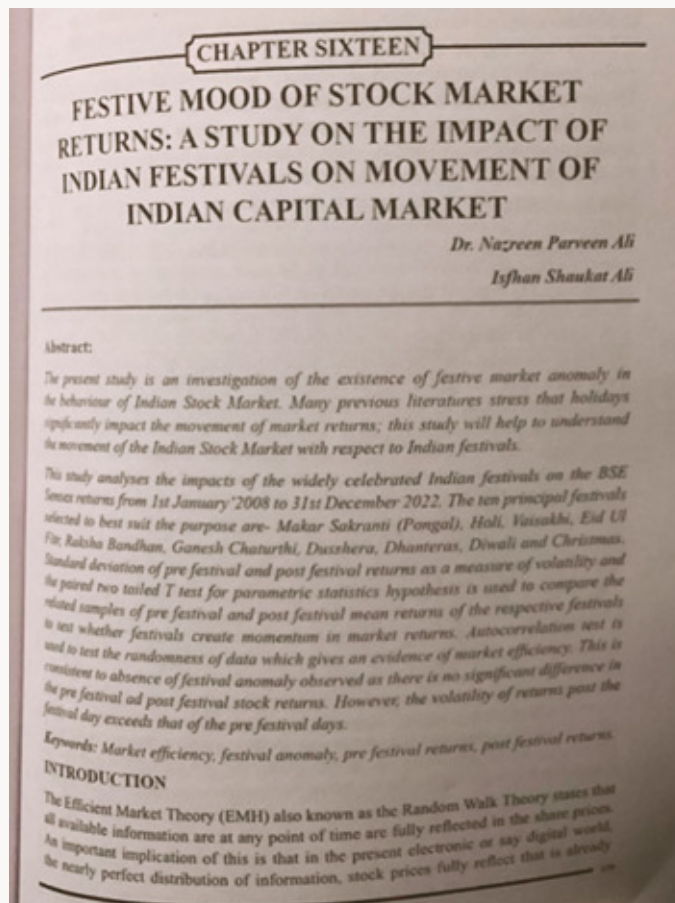 CHAPTER SIXTEEN
FESTIVE MOOD OF STOCK MARKET
RETURNS: A STUDY ON THE IMPACT OF
INDIAN FESTIVALS ON MOVEMENT OF
INDIAN CAPITAL MARKET
Dr. Nazreen Parveen Ali
Isfhan Shaukat Ali
Abstract:
The present study is an investigation of the existence of festive market anomaly in
the behaviour of Indian Stock Market. Many previous literatures stress that holidays
significantly impact the movement of market returns; this study will help to understand
the movement of the Indian Stock Market with respect to Indian festivals.
This study analyses the impacts of the widely celebrated Indian festivals on the BSE
Sensex returns from 1st January'2008 to 31st December 2022. The ten principal festivals
selected to best suit the purpose are- Makar Sakranti (Pongal), Holi, Vaisakhi, Eid Ul
Fitr, Raksha Bandhan, Ganesh Chaturthi, Dusshera, Dhanteras, Diwali and Christmas.
Standard deviation of pre festival and post festival returns as a measure of volatility and
the paired two tailed T test for parametric statistics hypothesis is used to compare the
related samples of pre festival and post festival mean returns of the respective festivals
to test whether festivals create momentum in market returns. Autocorrelation test is
used to test the randomness of data which gives an evidence of market efficiency. This is
consistent to absence of festival anomaly observed as there is no significant difference in
the pre festival ad post festival stock returns. However, the volatility of returns post the
festival day exceeds that of the pre festival days.
Keywords: Market efficiency, festival anomaly, pre festival returns, post festival returns.
INTRODUCTION
The Efficient Market Theory (EMH) also known as the Random Walk Theory states that
all available information are at any point of time are fully reflected in the share prices.
An important implication of this is that in the present electronic or say digital world,
the nearly perfect distribution of information, stock prices fully reflect that is already